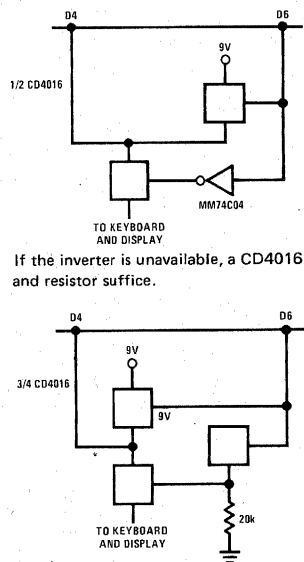 D4 D6
9V
1/2 CD4016
MM74C04
TO KEYBOARD
AND DISPLAY
If the inverter is unavailable, a CD4016
and resistor suffice.
D4 D6
9V
3/4 CD4016
9V
20k
TO KEYBOARD
AND DISPLAY